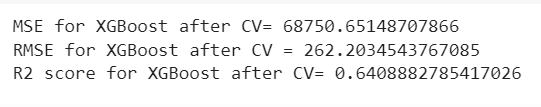 MSE for XGBoost after CV= 68750.65148707866
RMSE for XGBoost after CV = 262.2034543767085
R2 score for XGBoost after CV= 0.6408882785417026